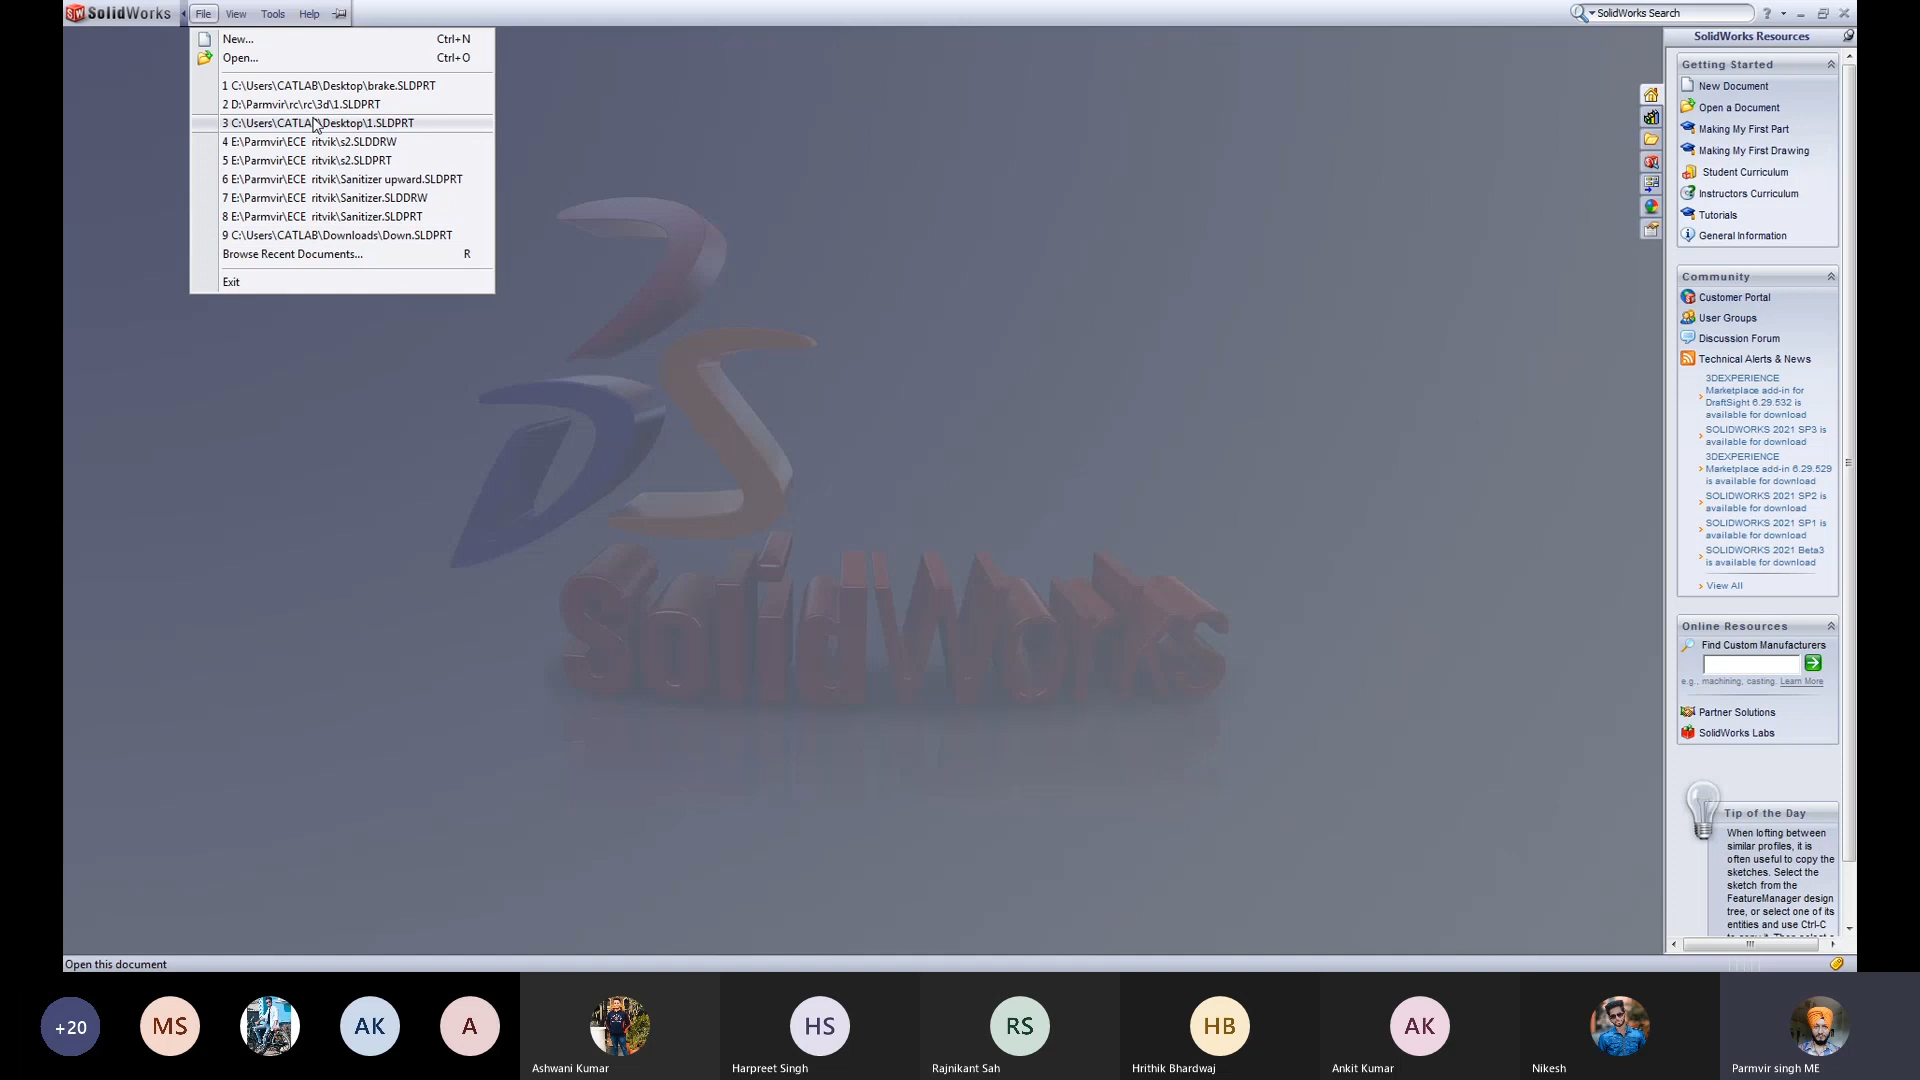 SolidWorks File View Tools Help SolidWorks Search ?
New... Ctrl+N
Open... Ctrl+O
1 C:\Users\CATLAB\Desktop\brake.SLDPRT
2 D:\Parmvir\rc\rc\3d\1.SLDPRT
3 C:\Users\CATLAB\Desktop\1.SLDPRT
4 E:\Parmvir\ECE ritvik\s2.SLDDRW
5 E:\Parmvir\ECE ritvik\s2.SLDPRT
6 E:\Parmvir\ECE ritvik\Sanitizer upward.SLDPRT
7 E:\Parmvir\ECE ritvik\Sanitizer.SLDDRW
8 E:\Parmvir\ECE ritvik\Sanitizer.SLDPRT
9 C:\Users\CATLAB\Downloads\Down.SLDPRT
Browse Recent Documents... R
Exit
SolidWorks
SolidWorks Resources
Getting Started
New Document
Open a Document
Making My First Part
Making My First Drawing
Student Curriculum
Instructors Curriculum
Tutorials
General Information
Community
Customer Portal
User Groups
Discussion Forum
Technical Alerts & News
3DEXPERIENCE
Marketplace add-in for
DraftSight 6.29.532 is
available for download
SOLIDWORKS 2021 SP3 is
available for download
3DEXPERIENCE
Marketplace add-in 6.29.529
is available for download
SOLIDWORKS 2021 SP2 is
available for download
SOLIDWORKS 2021 SP1 is
available for download
SOLIDWORKS 2021 Beta3
is available for download
View All
Online Resources
Find Custom Manufacturers
e.g., machining, casting. Learn More
Partner Solutions
SolidWorks Labs
Tip of the Day
When lofting between
similar profiles, it is
often useful to copy the
sketches. Select the
sketch from the
FeatureManager design
tree, or select one of its
entities and use Ctrl-C
Open this document
+20 MS AK A HS RS HB AK
Ashwani Kumar Harpreet Singh Rajnikant Sah Hrithik Bhardwaj Ankit Kumar Nikesh Parmvir singh ME